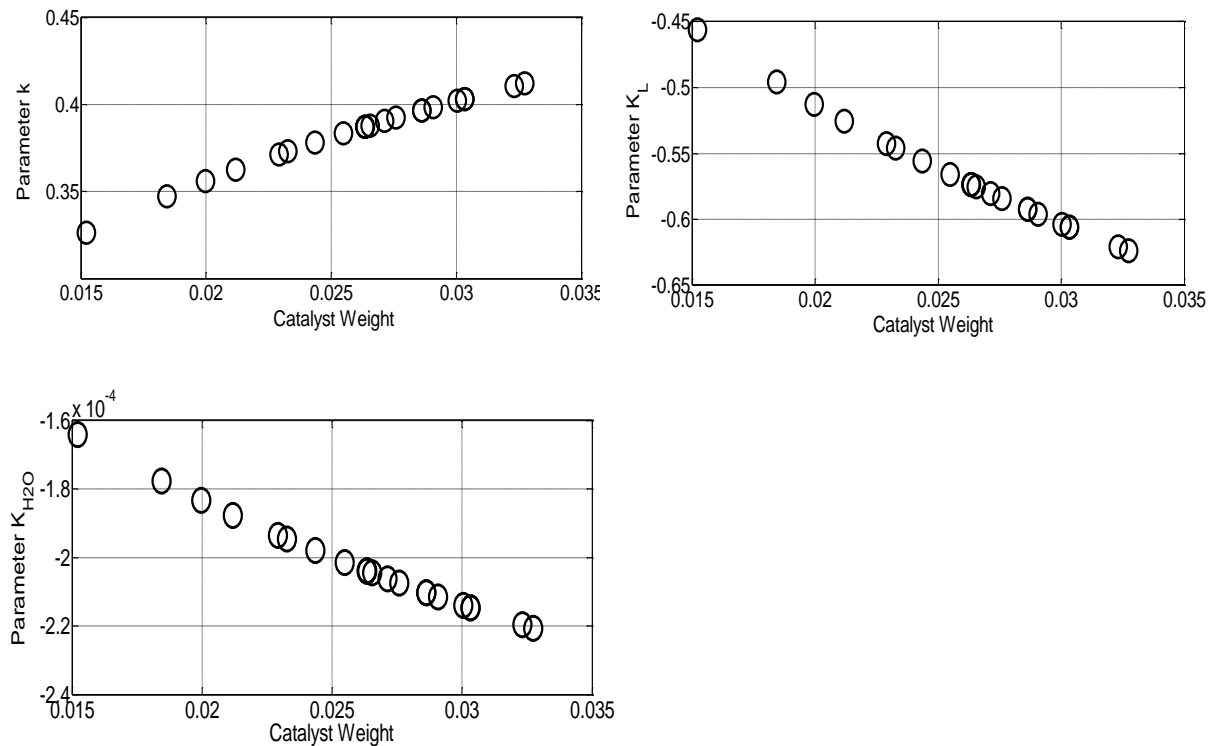 0.45
0.4
0.35
Parameter k
0.015 0.02 0.025 0.03 0.035
Catalyst Weight
-0.45
-0.5
-0.55
-0.6
-0.65
Parameter K_L
0.015 0.02 0.025 0.03 0.035
Catalyst Weight
x 10^-4
-1.6
-1.8
-2
-2.2
-2.4
Parameter K_H2O
0.015 0.02 0.025 0.03 0.035
Catalyst Weight